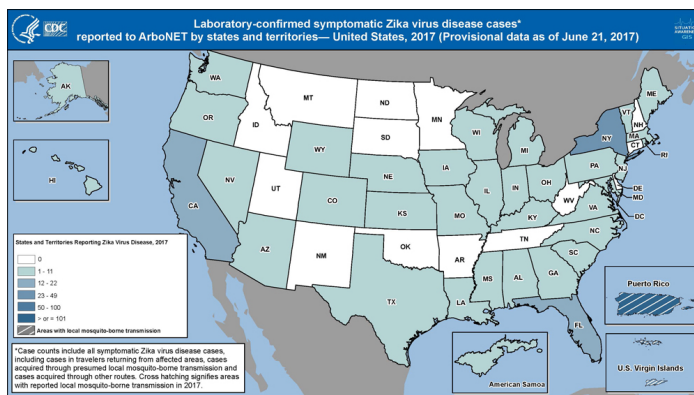 Laboratory-confirmed symptomatic Zika virus disease cases*
reported to ArboNET by states and territories— United States, 2017 (Provisional data as of June 21, 2017)
CDC
SITUATION
AWARENESS
GIS
AK
HI
WA
OR
CA
NV
ID
MT
WY
UT
CO
AZ
NM
ND
SD
NE
KS
OK
TX
MN
IA
MO
AR
LA
WI
IL
MI
IN
OH
KY
TN
MS
AL
GA
FL
SC
NC
VA
WV
PA
NY
VT
NH
ME
MA
CT
RI
NJ
DE
MD
DC
States and Territories Reporting Zika Virus Disease, 2017
0
1 - 11
12 - 22
23 - 49
50 - 100
> or = 101
Areas with local mosquito-borne transmission
*Case counts include all symptomatic Zika virus disease cases,
including cases in travelers returning from affected areas, cases
acquired through presumed local mosquito-borne transmission and
cases acquired through other routes. Cross hatching signifies areas
with reported local mosquito-borne transmission in 2017.
American Samoa
Puerto Rico
U.S. Virgin Islands